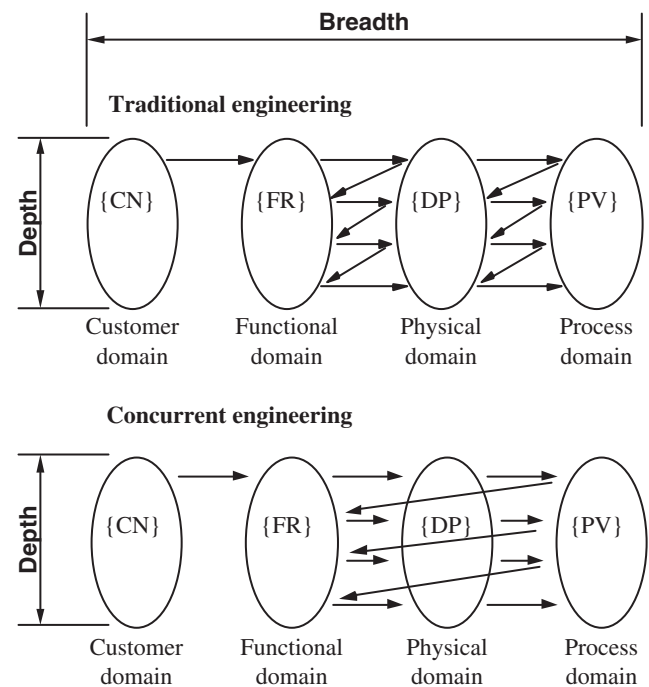 Breadth
Traditional engineering
Depth
{CN}
{FR}
{DP}
{PV}
Customer
domain
Functional
domain
Physical
domain
Process
domain
Concurrent engineering
Depth
{CN}
{FR}
{DP}
{PV}
Customer
domain
Functional
domain
Physical
domain
Process
domain